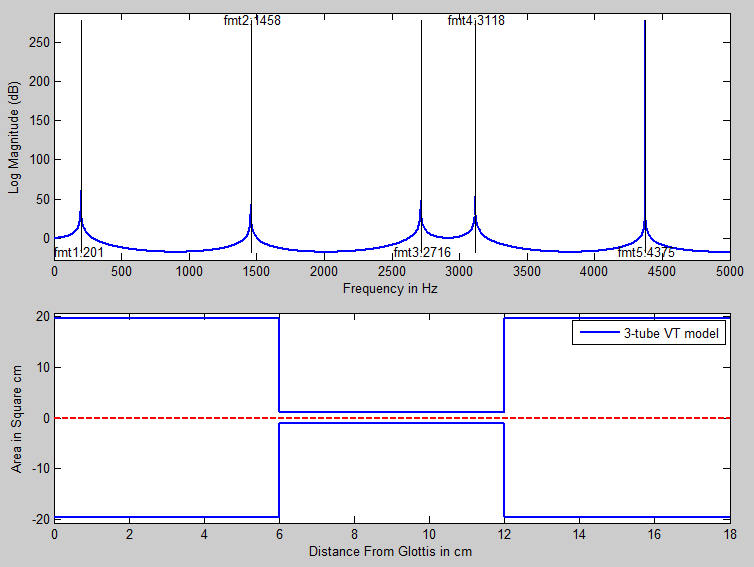 fmt2:1458
fmt4:3118
250
200
150
100
50
0
Log Magnitude (dB)
fmt1:201
fmt3:2716
fmt5:4375
0 500 1000 1500 2000 2500 3000 3500 4000 4500 5000
Frequency in Hz
20
10
0
-10
-20
Area in Square cm
3-tube VT model
0 2 4 6 8 10 12 14 16 18
Distance From Glottis in cm